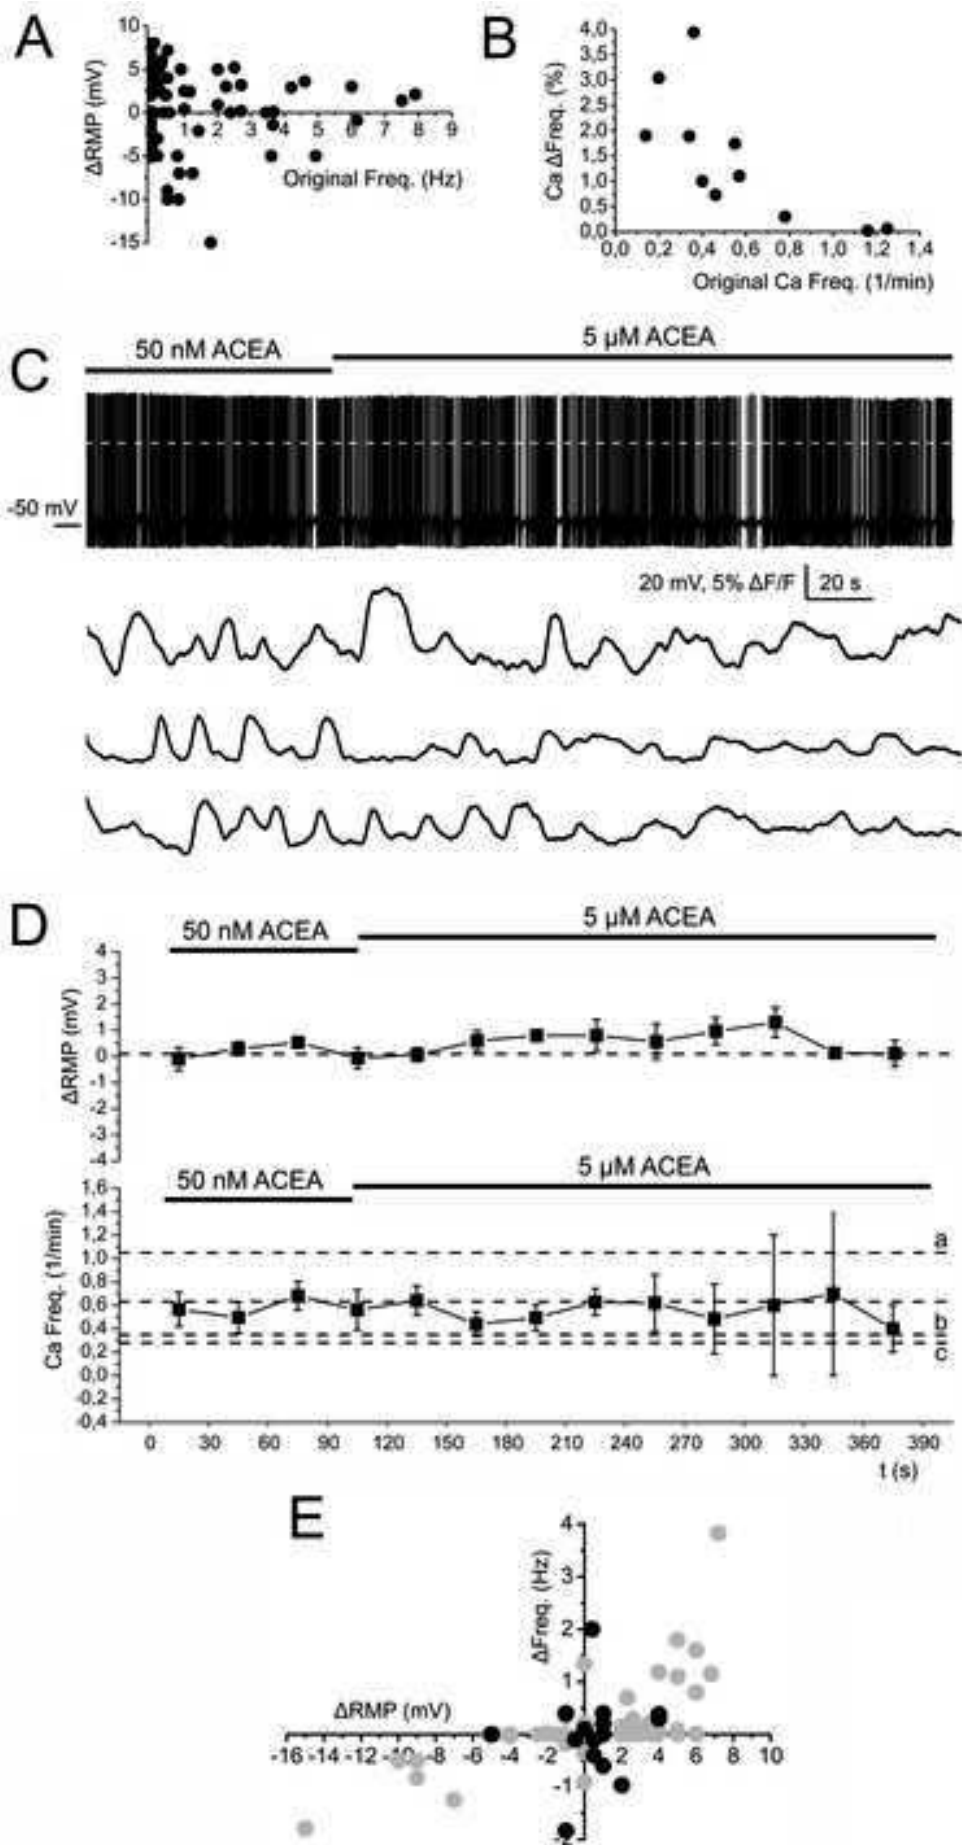 A
10
5
0
-5
-10
-15
ΔRMP (mV)
1 2 3 4 5 6 7 8 9
Original Freq. (Hz)
B
4,0
3,5
3,0
2,5
2,0
1,5
1,0
0,5
0,0
Ca ΔFreq. (%)
0,0 0,2 0,4 0,6 0,8 1,0 1,2 1,4
Original Ca Freq. (1/min)
C
50 nM ACEA
5 µM ACEA
-50 mV
20 mV, 5% ΔF/F
20 s
D
50 nM ACEA
5 µM ACEA
4
3
2
1
0
-1
-2
-3
-4
ΔRMP (mV)
50 nM ACEA
5 µM ACEA
1,6
1,4
1,2
1,0
0,8
0,6
0,4
0,2
0,0
-0,2
-0,4
Ca Freq. (1/min)
a
b
c
0 30 60 90 120 150 180 210 240 270 300 330 360 390
t (s)
E
4
3
2
1
-1
-2
ΔFreq. (Hz)
ΔRMP (mV)
-16 -14 -12 -10 -8 -6 -4 -2 2 4 6 8 10